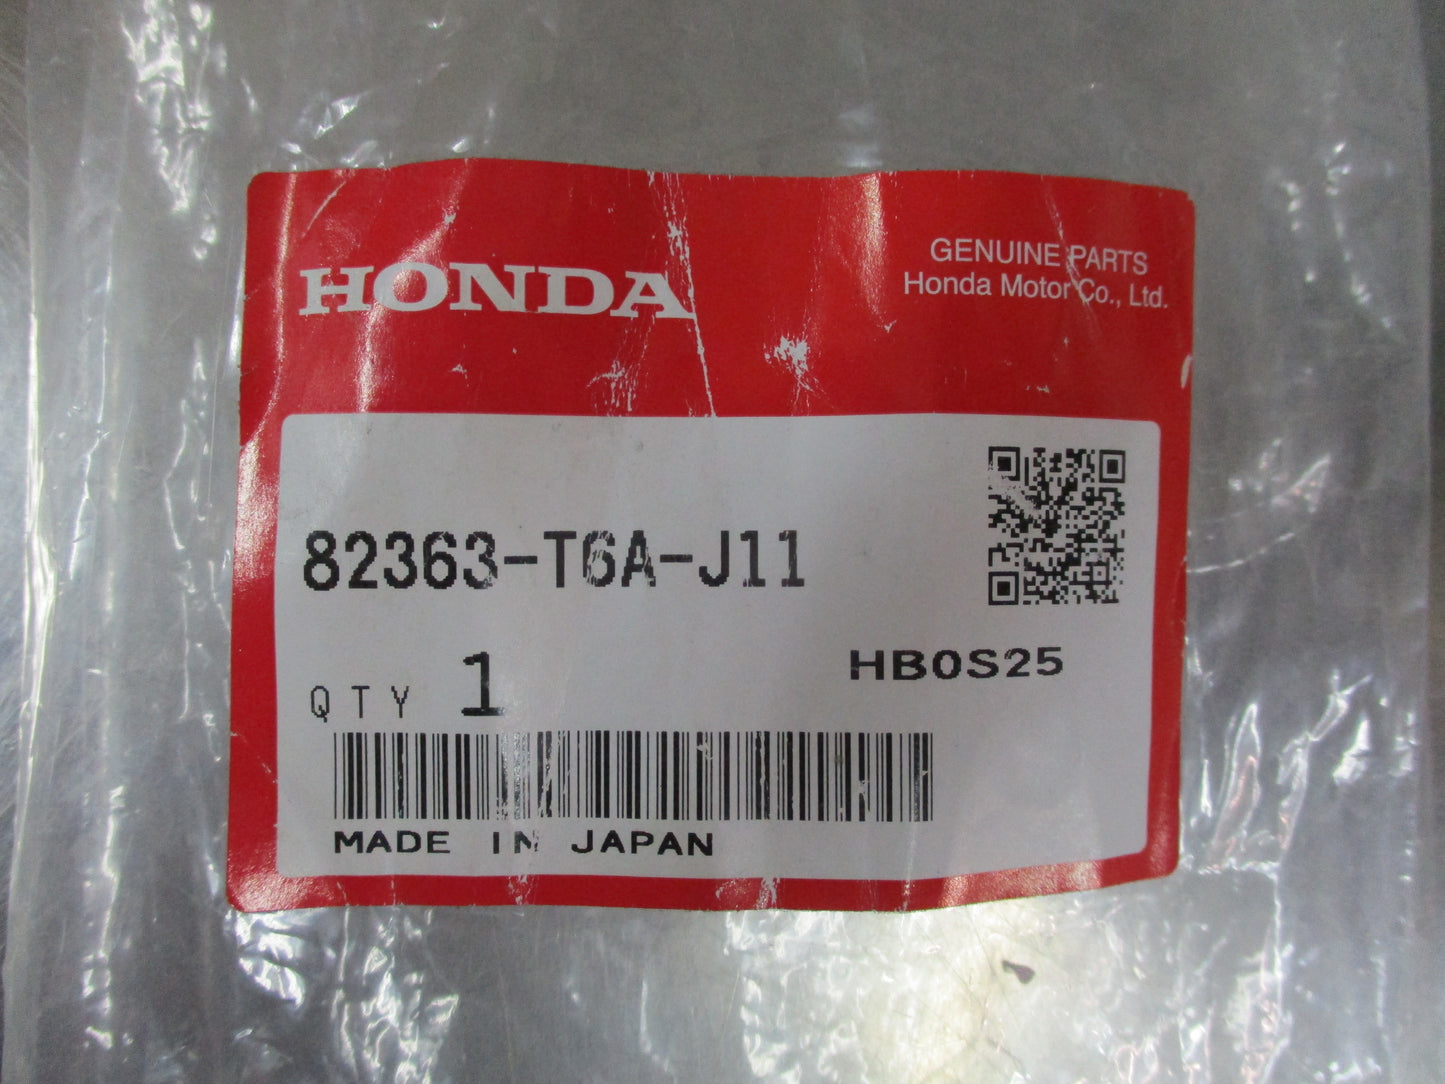 HONDA
GENUINE PARTS
Honda Motor Co., Ltd.
82363-T6A-J11
HB0S25
QTY 1
MADE IN JAPAN